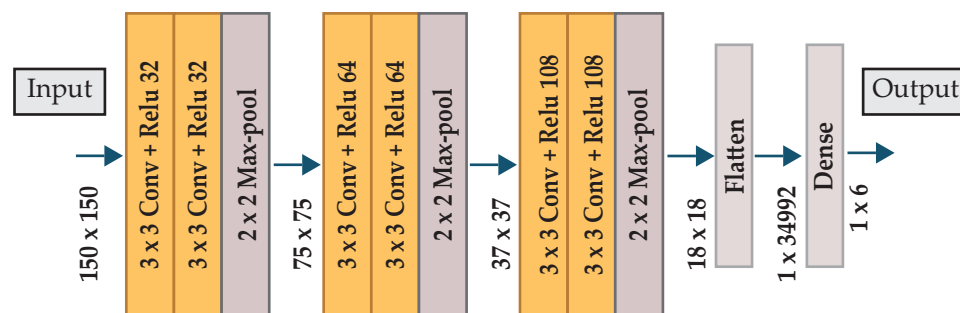 Input
150 x 150
3 x 3 Conv + Relu 32
3 x 3 Conv + Relu 32
2 x 2 Max-pool
75 x 75
3 x 3 Conv + Relu 64
3 x 3 Conv + Relu 64
2 x 2 Max-pool
37 x 37
3 x 3 Conv + Relu 108
3 x 3 Conv + Relu 108
2 x 2 Max-pool
18 x 18
Flatten
1 x 34992
Dense
1 x 6
Output